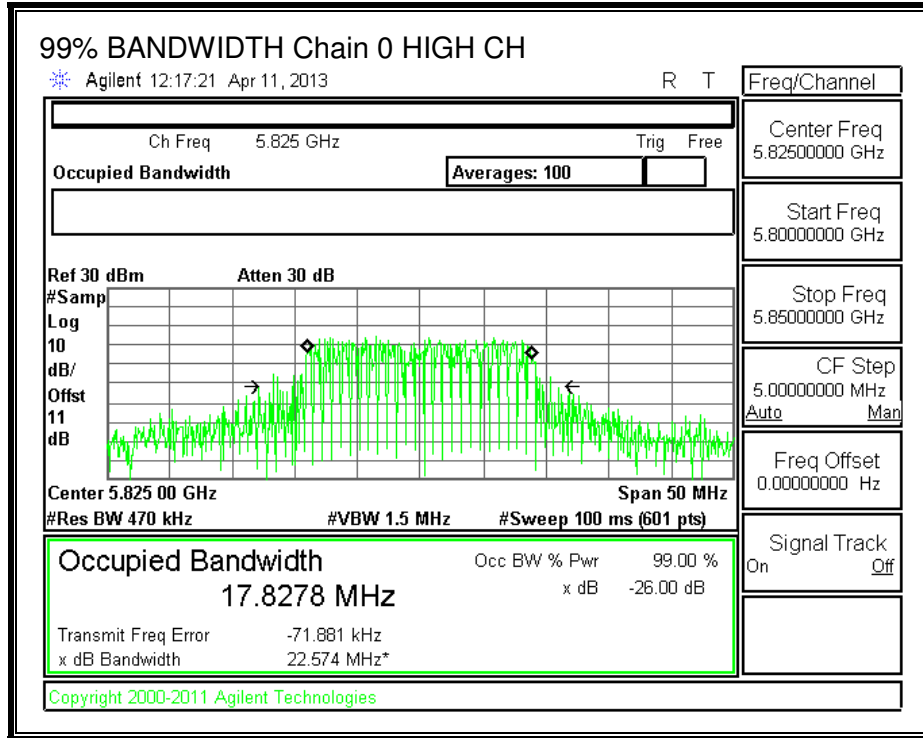 99% BANDWIDTH Chain 0 HIGH CH
Agilent 12:17:21 Apr 11, 2013 R T
Ch Freq 5.825 GHz Trig Free
Occupied Bandwidth Averages: 100
Ref 30 dBm Atten 30 dB
#Samp
Log
10
dB/
Offst
11
dB
Center 5.825 00 GHz Span 50 MHz
#Res BW 470 kHz #VBW 1.5 MHz #Sweep 100 ms (601 pts)
Occupied Bandwidth Occ BW % Pwr 99.00 %
17.8278 MHz x dB -26.00 dB
Transmit Freq Error -71.881 kHz
x dB Bandwidth 22.574 MHz*
Copyright 2000-2011 Agilent Technologies
Freq/Channel
Center Freq
5.82500000 GHz
Start Freq
5.80000000 GHz
Stop Freq
5.85000000 GHz
CF Step
5.00000000 MHz
Auto Man
Freq Offset
0.00000000 Hz
Signal Track
On Off